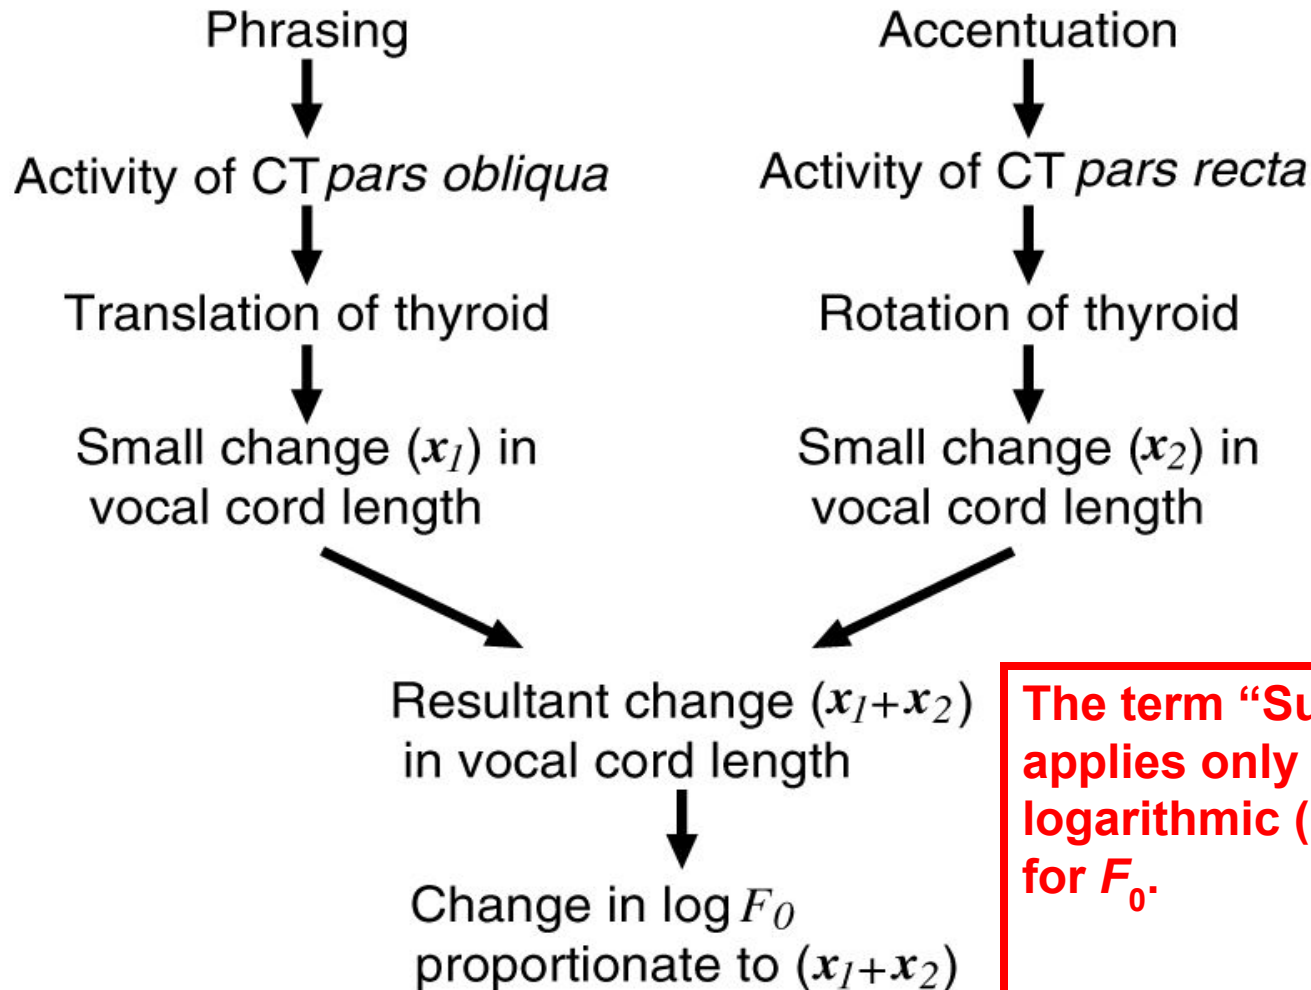 Phrasing
Activity of CT pars obliqua
Translation of thyroid
Small change (x1) in
vocal cord length
Accentuation
Activity of CT pars recta
Rotation of thyroid
Small change (x2) in
vocal cord length
Resultant change (x1+x2)
in vocal cord length
Change in log F0
proportionate to (x1+x2)
The term “Su
applies only
logarithmic (
for F0.